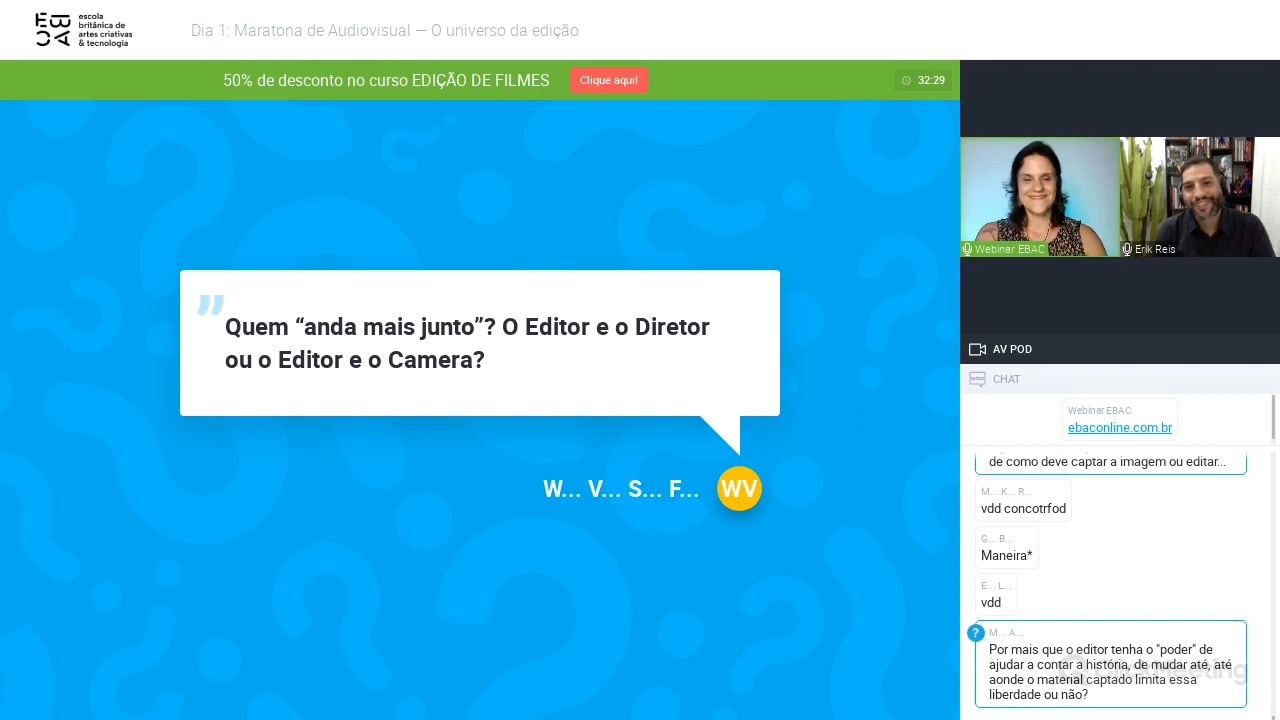 EBAC
escola
britânica de
artes criativas
& tecnologia
Dia 1: Maratona de Audiovisual — O universo da edição
50% de desconto no curso EDIÇÃO DE FILMES
Clique aqui!
32:29
Quem “anda mais junto”? O Editor e o Diretor
ou o Editor e o Camera?
W... V... S... F...
WV
Webinar EBAC
Erik Reis
AV POD
CHAT
Webinar EBAC
ebaconline.com.br
de como deve captar a imagem ou editar...
M... K... R...
vdd concotrfod
G... B...
Maneira*
E... L...
vdd
?
M... A...
Por mais que o editor tenha o "poder" de
ajudar a contar a história, de mudar até, até
aonde o material captado limita essa
liberdade ou não?
ClickMeeting